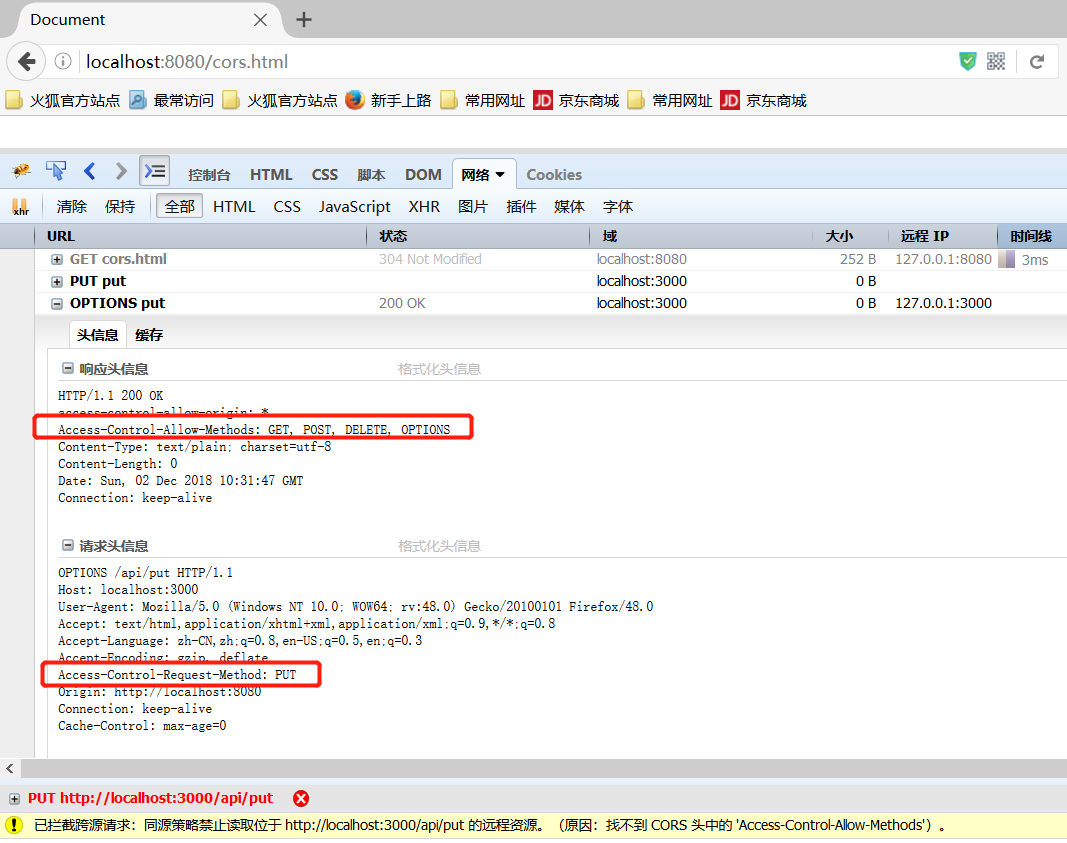 Document
localhost:8080/cors.html
火狐官方站点 最常访问 火狐官方站点 新手上路 常用网址 JD 京东商城 常用网址 JD 京东商城
控制台 HTML CSS 脚本 DOM 网络 Cookies
xhr 清除 保持 全部 HTML CSS JavaScript XHR 图片 插件 媒体 字体
URL 状态 域 大小 远程 IP 时间线
GET cors.html 304 Not Modified localhost:8080 252 B 127.0.0.1:8080 3ms
PUT put localhost:3000 0 B
OPTIONS put 200 OK localhost:3000 0 B 127.0.0.1:3000
头信息 缓存
响应头信息 格式化头信息
HTTP/1.1 200 OK
access-control-allow-origin: *
Access-Control-Allow-Methods: GET, POST, DELETE, OPTIONS
Content-Type: text/plain; charset=utf-8
Content-Length: 0
Date: Sun, 02 Dec 2018 10:31:47 GMT
Connection: keep-alive
请求头信息 格式化头信息
OPTIONS /api/put HTTP/1.1
Host: localhost:3000
User-Agent: Mozilla/5.0 (Windows NT 10.0; WOW64; rv:48.0) Gecko/20100101 Firefox/48.0
Accept: text/html,application/xhtml+xml,application/xml;q=0.9,*/*;q=0.8
Accept-Language: zh-CN,zh;q=0.8,en-US;q=0.5,en;q=0.3
Accept-Encoding: gzip, deflate
Access-Control-Request-Method: PUT
Origin: http://localhost:8080
Connection: keep-alive
Cache-Control: max-age=0
PUT http://localhost:3000/api/put
已拦截跨源请求：同源策略禁止读取位于 http://localhost:3000/api/put 的远程资源。（原因：找不到 CORS 头中的 'Access-Control-Allow-Methods'）。